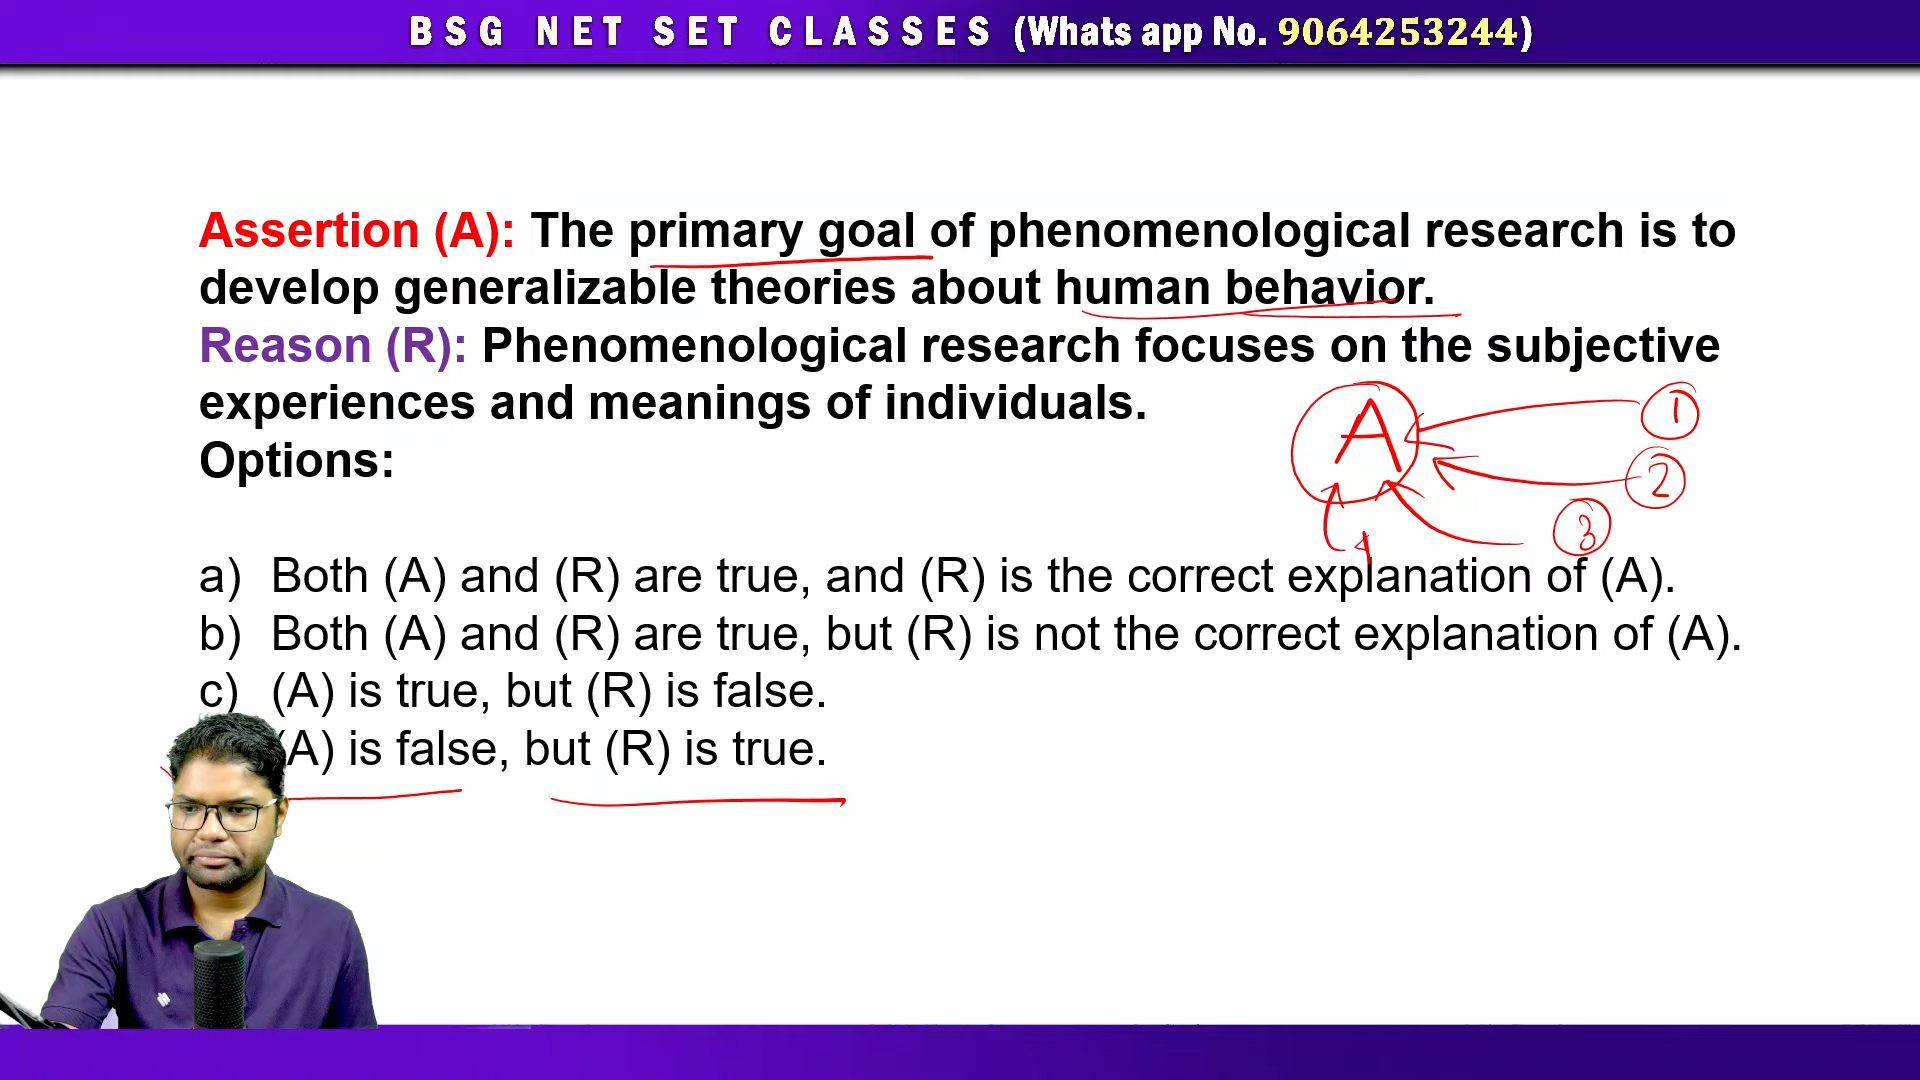 BSG NET SET CLASSES (Whats app No. 9064253244)
Assertion (A): The primary goal of phenomenological research is to
develop generalizable theories about human behavior.
Reason (R): Phenomenological research focuses on the subjective
experiences and meanings of individuals.
Options:
A
1
2
3
4
a) Both (A) and (R) are true, and (R) is the correct explanation of (A).
b) Both (A) and (R) are true, but (R) is not the correct explanation of (A).
c) (A) is true, but (R) is false.
(A) is false, but (R) is true.